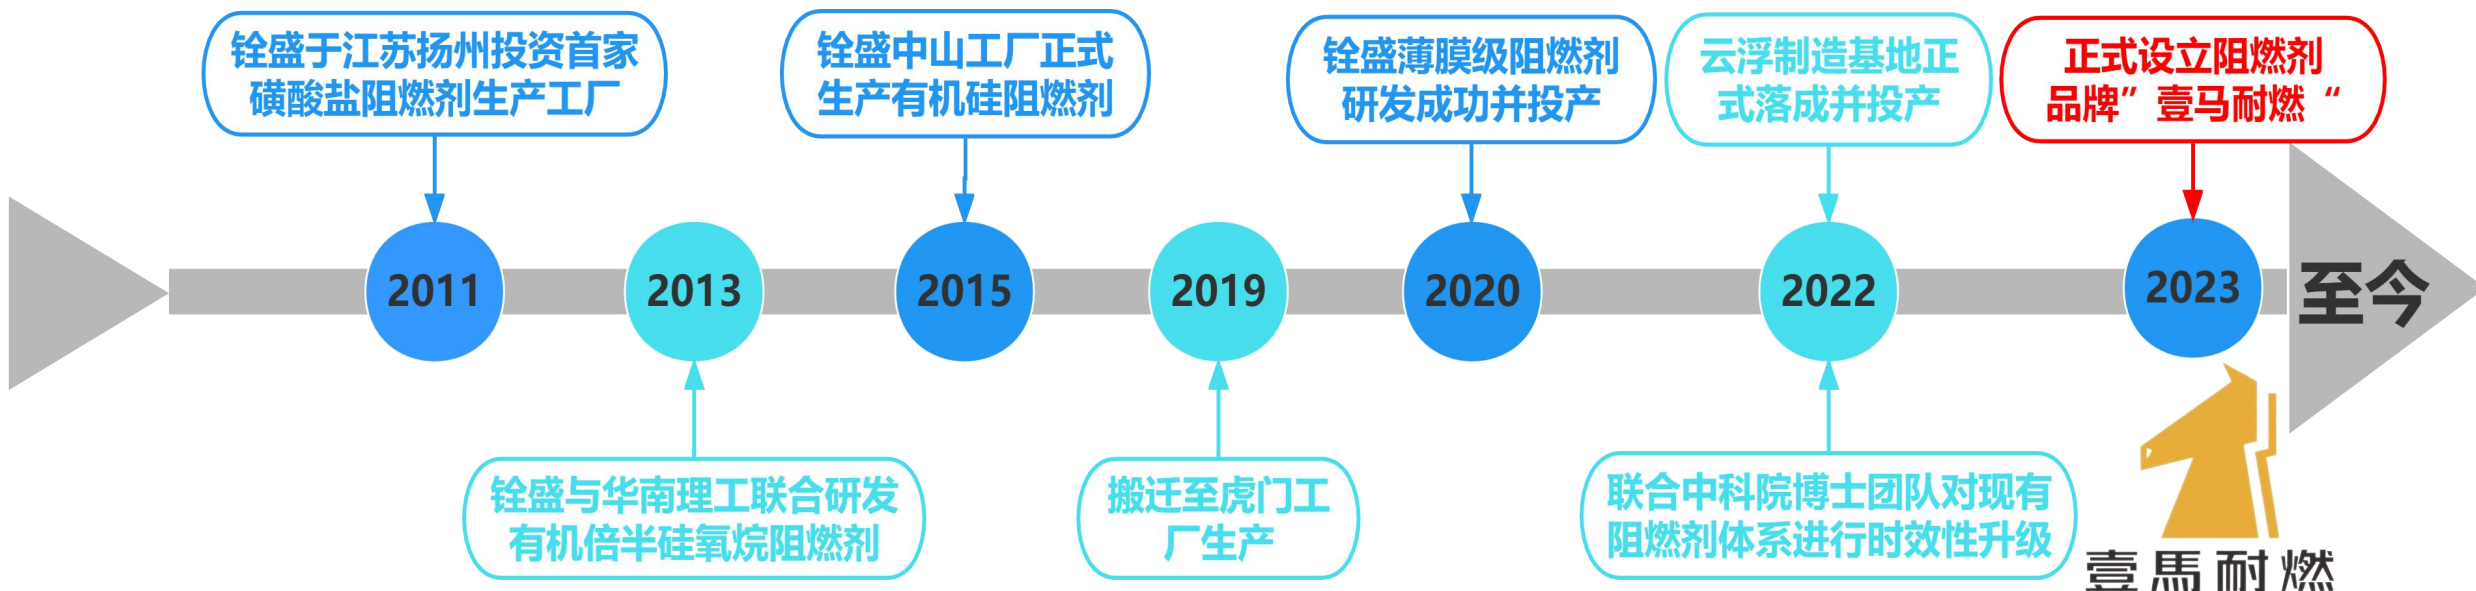 铨盛于江苏扬州投资首家
磺酸盐阻燃剂生产工厂
铨盛中山工厂正式
生产有机硅阻燃剂
铨盛薄膜级阻燃剂
研发成功并投产
云浮制造基地正
式落成并投产
正式设立阻燃剂
品牌”壹马耐燃“
2011
2013
2015
2019
2020
2022
2023
至今
铨盛与华南理工联合研发
有机倍半硅氧烷阻燃剂
搬迁至虎门工
厂生产
联合中科院博士团队对现有
阻燃剂体系进行时效性升级
壹馬耐燃